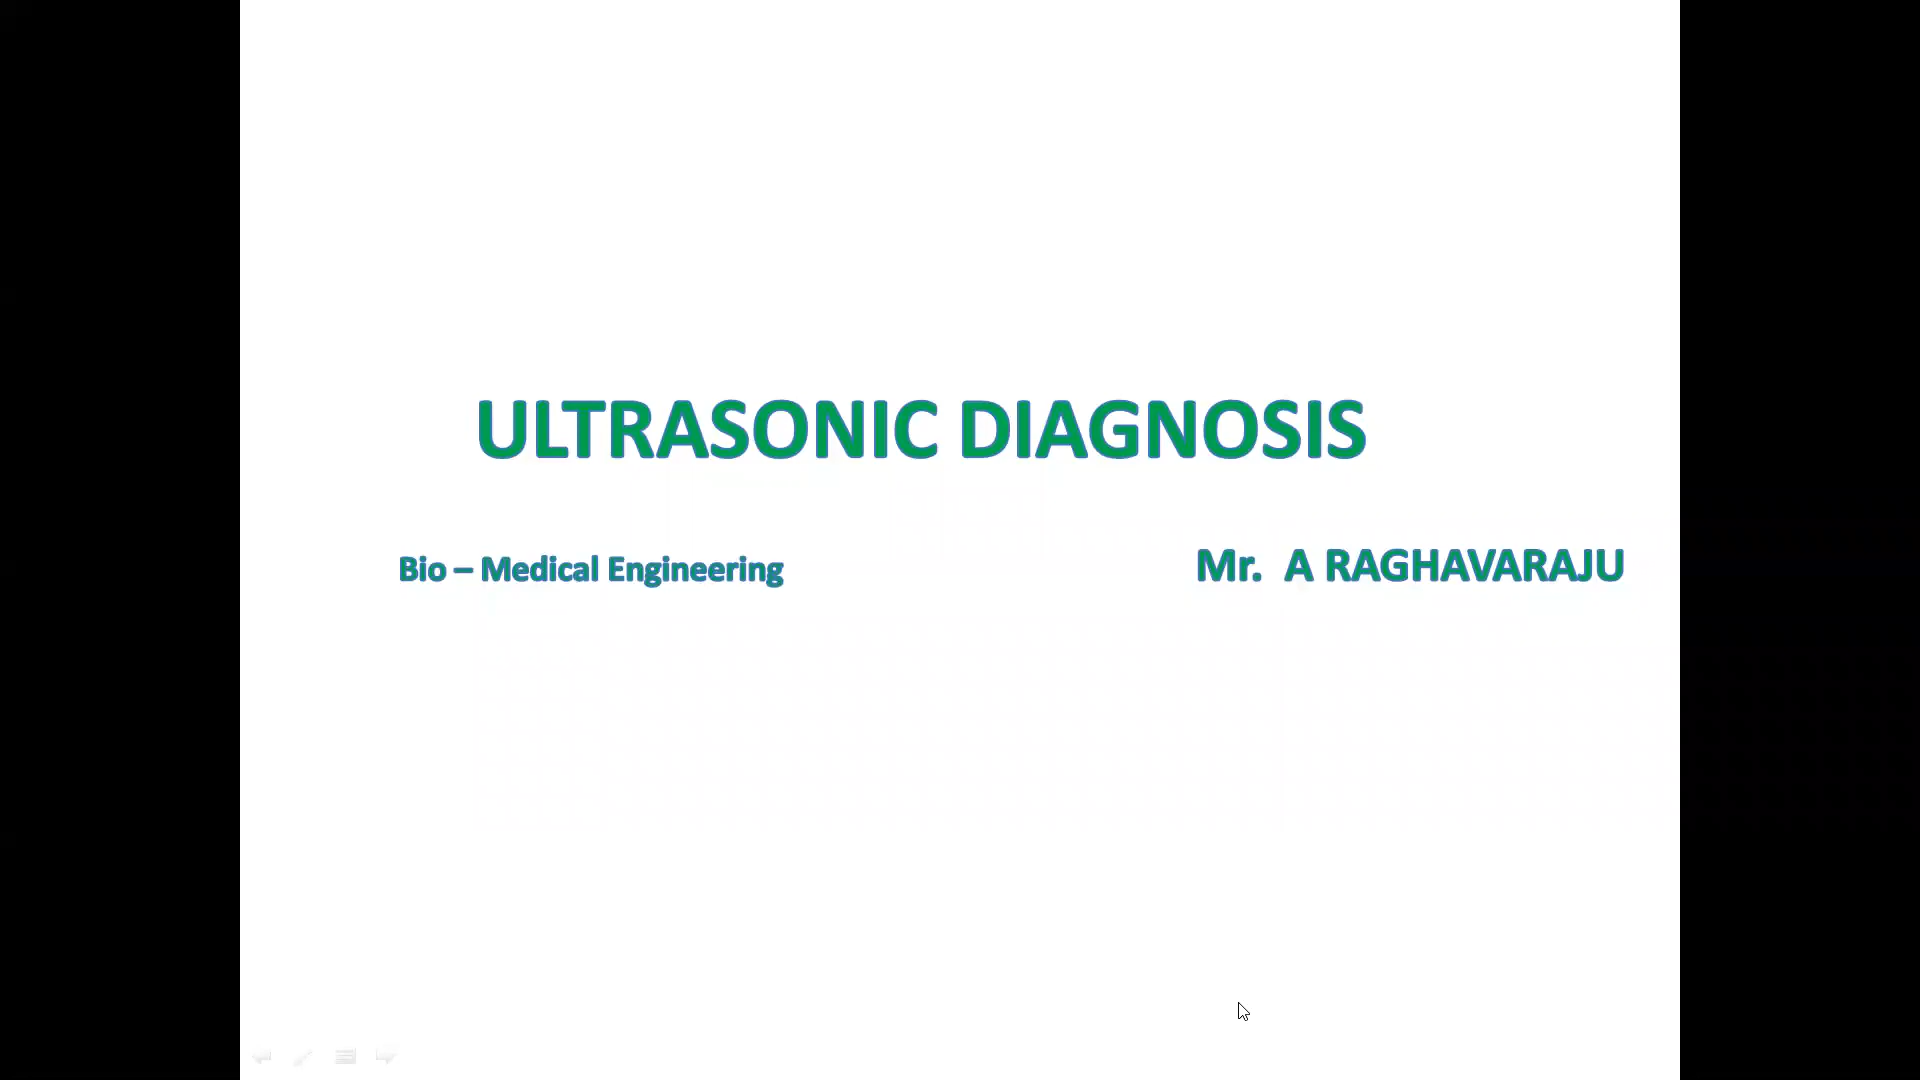 ULTRASONIC DIAGNOSIS
Bio – Medical Engineering
Mr. A RAGHAVARAJU